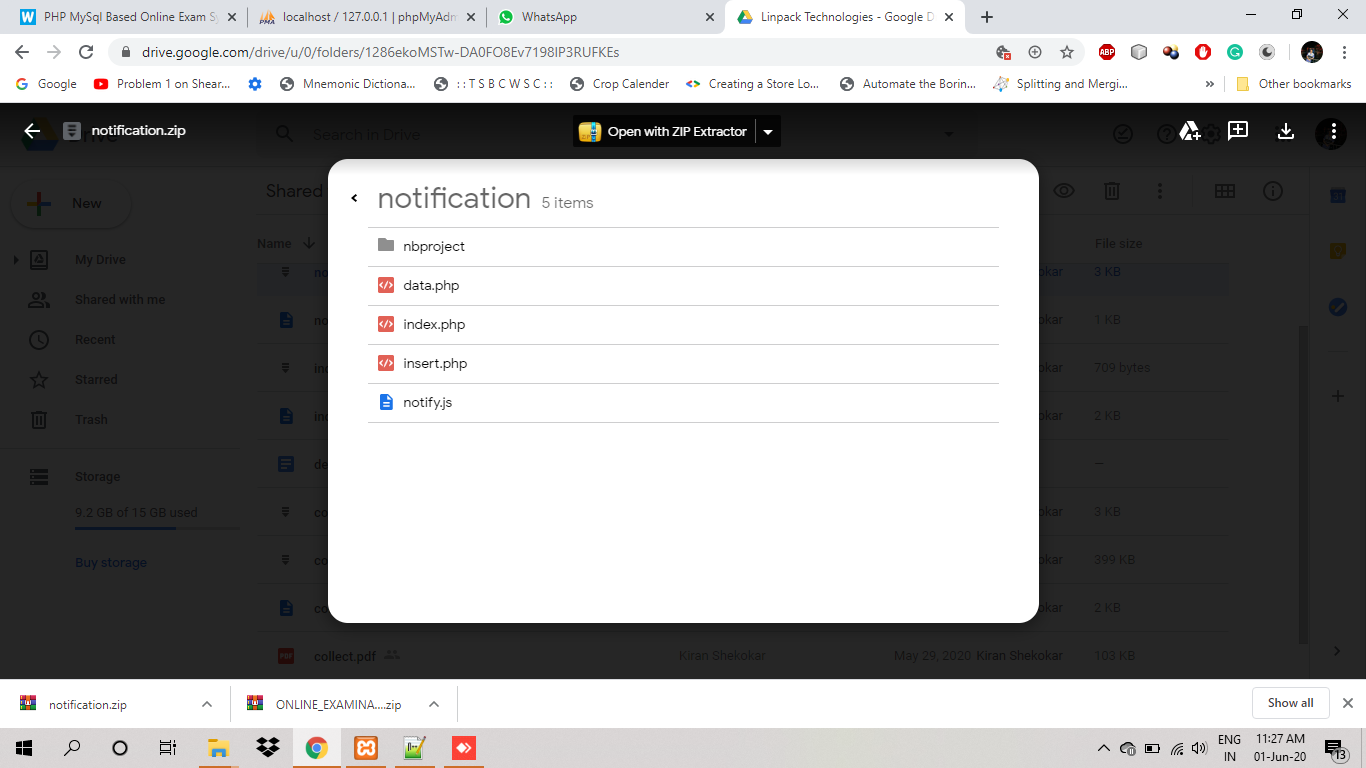 PHP MySql Based Online Exam Sy
localhost / 127.0.0.1 | phpMyAdm
WhatsApp
Linpack Technologies - Google D
drive.google.com/drive/u/0/folders/1286ekoMSTw-DA0FO8Ev7198lP3RUFKEs
Google
Problem 1 on Shear...
Mnemonic Dictiona...
: : T S B C W S C : :
Crop Calender
Creating a Store Lo...
Automate the Borin...
Splitting and Mergi...
Other bookmarks
notification.zip
Search in Drive
Open with ZIP Extractor
New
My Drive
Shared with me
Recent
Starred
Trash
Storage
9.2 GB of 15 GB used
Buy storage
Shared
Name
File size
notification 5 items
nbproject
data.php
index.php
insert.php
notify.js
3 KB
1 KB
709 bytes
2 KB
3 KB
399 KB
2 KB
collect.pdf Kiran Shekokar May 29, 2020 Kiran Shekokar 103 KB
notification.zip
ONLINE_EXAMINA....zip
Show all
ENG
IN
11:27 AM
01-Jun-20
13